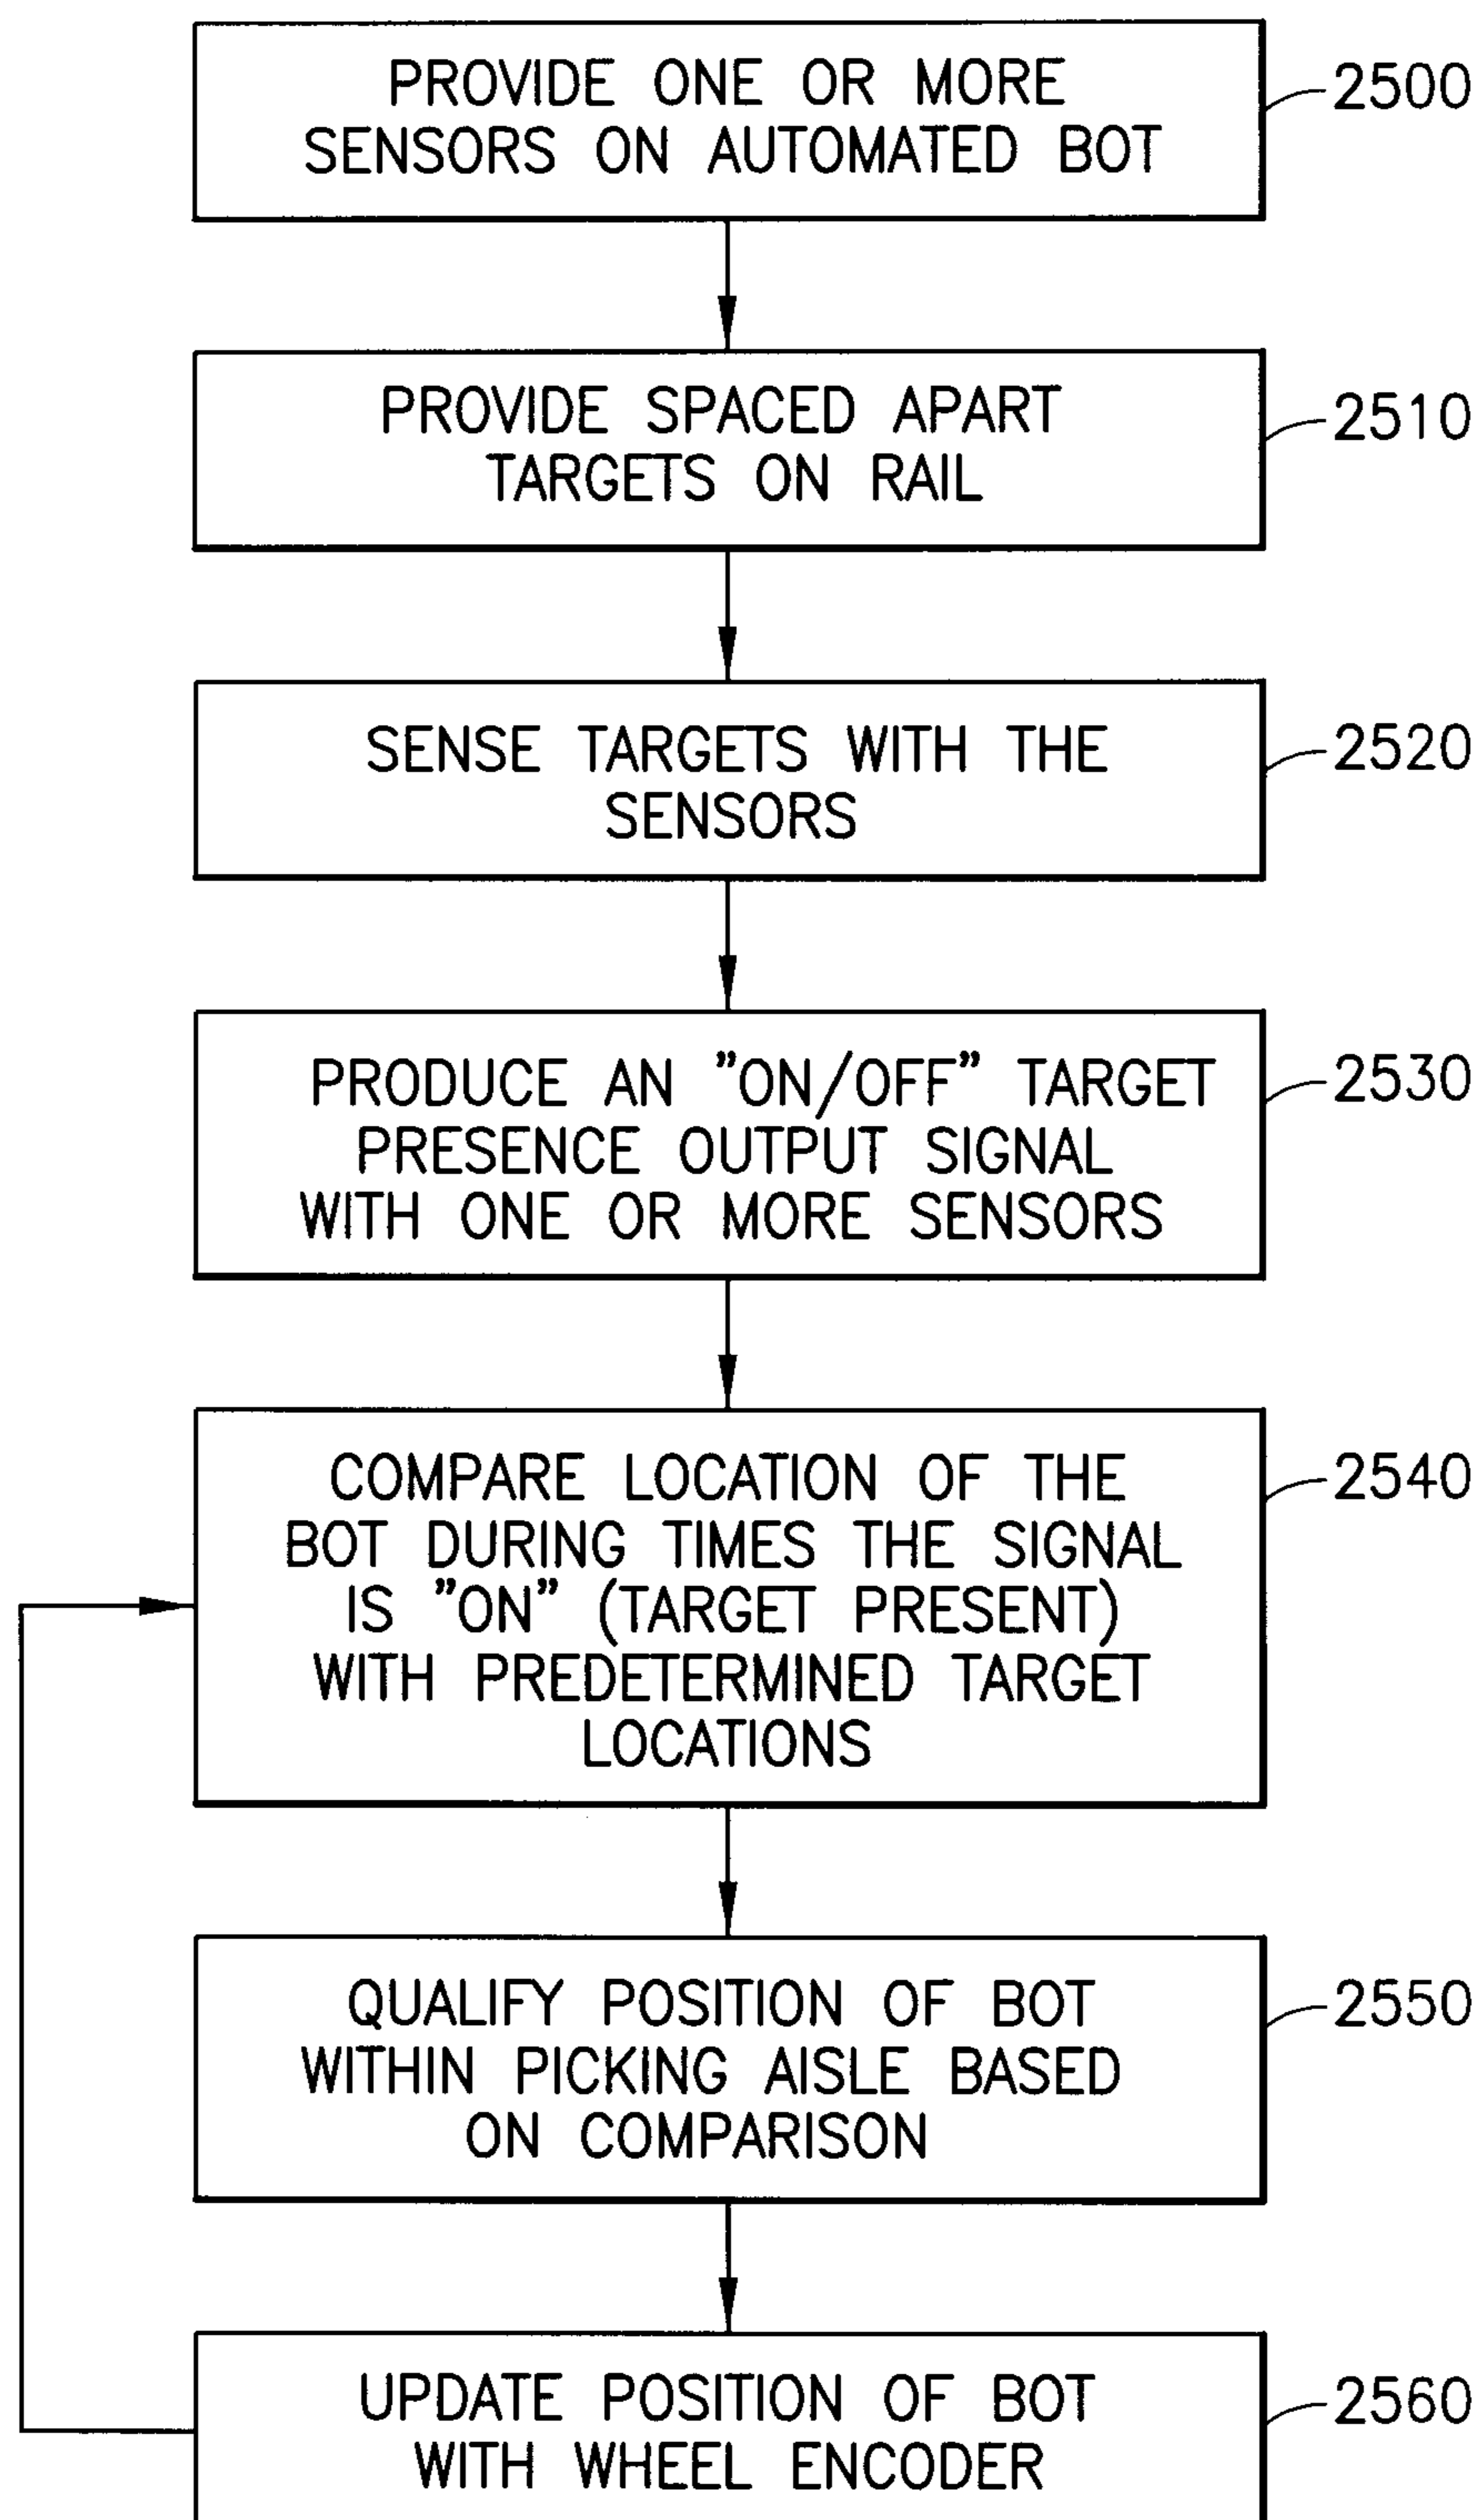 PROVIDE ONE OR MORE
SENSORS ON AUTOMATED BOT
2500
PROVIDE SPACED APART
TARGETS ON RAIL
2510
SENSE TARGETS WITH THE
SENSORS
2520
PRODUCE AN "ON/OFF" TARGET
PRESENCE OUTPUT SIGNAL
WITH ONE OR MORE SENSORS
2530
COMPARE LOCATION OF THE
BOT DURING TIMES THE SIGNAL
IS "ON" (TARGET PRESENT)
WITH PREDETERMINED TARGET
LOCATIONS
2540
QUALIFY POSITION OF BOT
WITHIN PICKING AISLE BASED
ON COMPARISON
2550
UPDATE POSITION OF BOT
WITH WHEEL ENCODER
2560